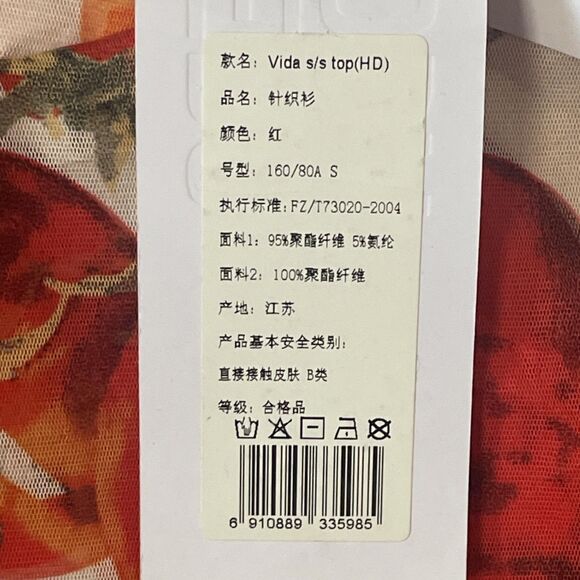 款名: Vida s/s top(HD)
品名: 针织衫
颜色: 红
号型: 160/80A S
执行标准:FZ/T73020-2004
面料1: 95%聚酯纤维 5%氨纶
面料2: 100%聚酯纤维
产地: 江苏
产品基本安全类别:
直接接触皮肤 B类
等级: 合格品
6 910889 335985